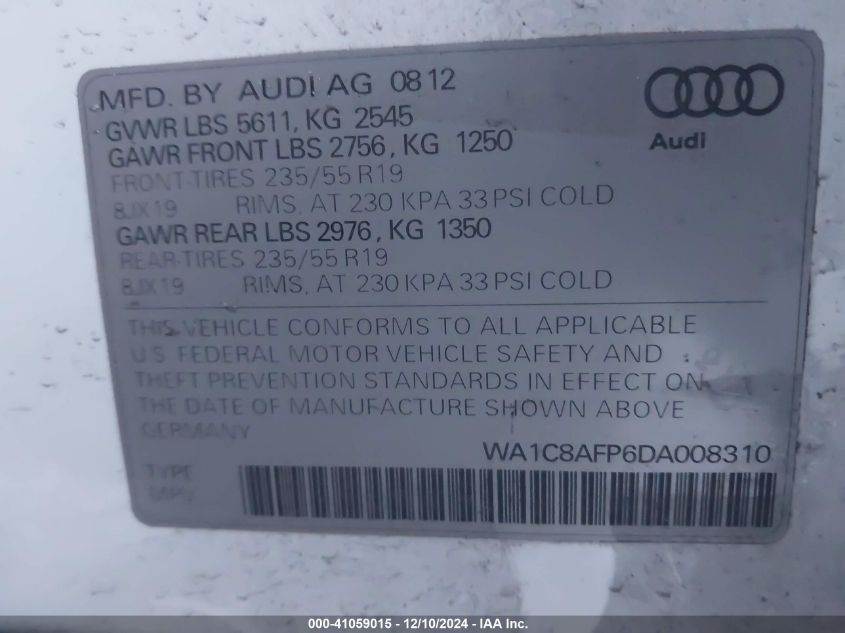 MFD. BY AUDI AG 0812
GVWR LBS 5611, KG 2545
GAWR FRONT LBS 2756, KG 1250
FRONT-TIRES 235/55 R19
8JX19 RIMS, AT 230 KPA 33 PSI COLD
GAWR REAR LBS 2976, KG 1350
REAR-TIRES 235/55 R19
8JX19 RIMS, AT 230 KPA 33 PSI COLD
Audi
THIS VEHICLE CONFORMS TO ALL APPLICABLE
U.S. FEDERAL MOTOR VEHICLE SAFETY AND
THEFT PREVENTION STANDARDS IN EFFECT ON
THE DATE OF MANUFACTURE SHOWN ABOVE
GERMANY
WA1C8AFP6DA008310
TYPE
MPV
000-41059015 - 12/10/2024 - IAA Inc.